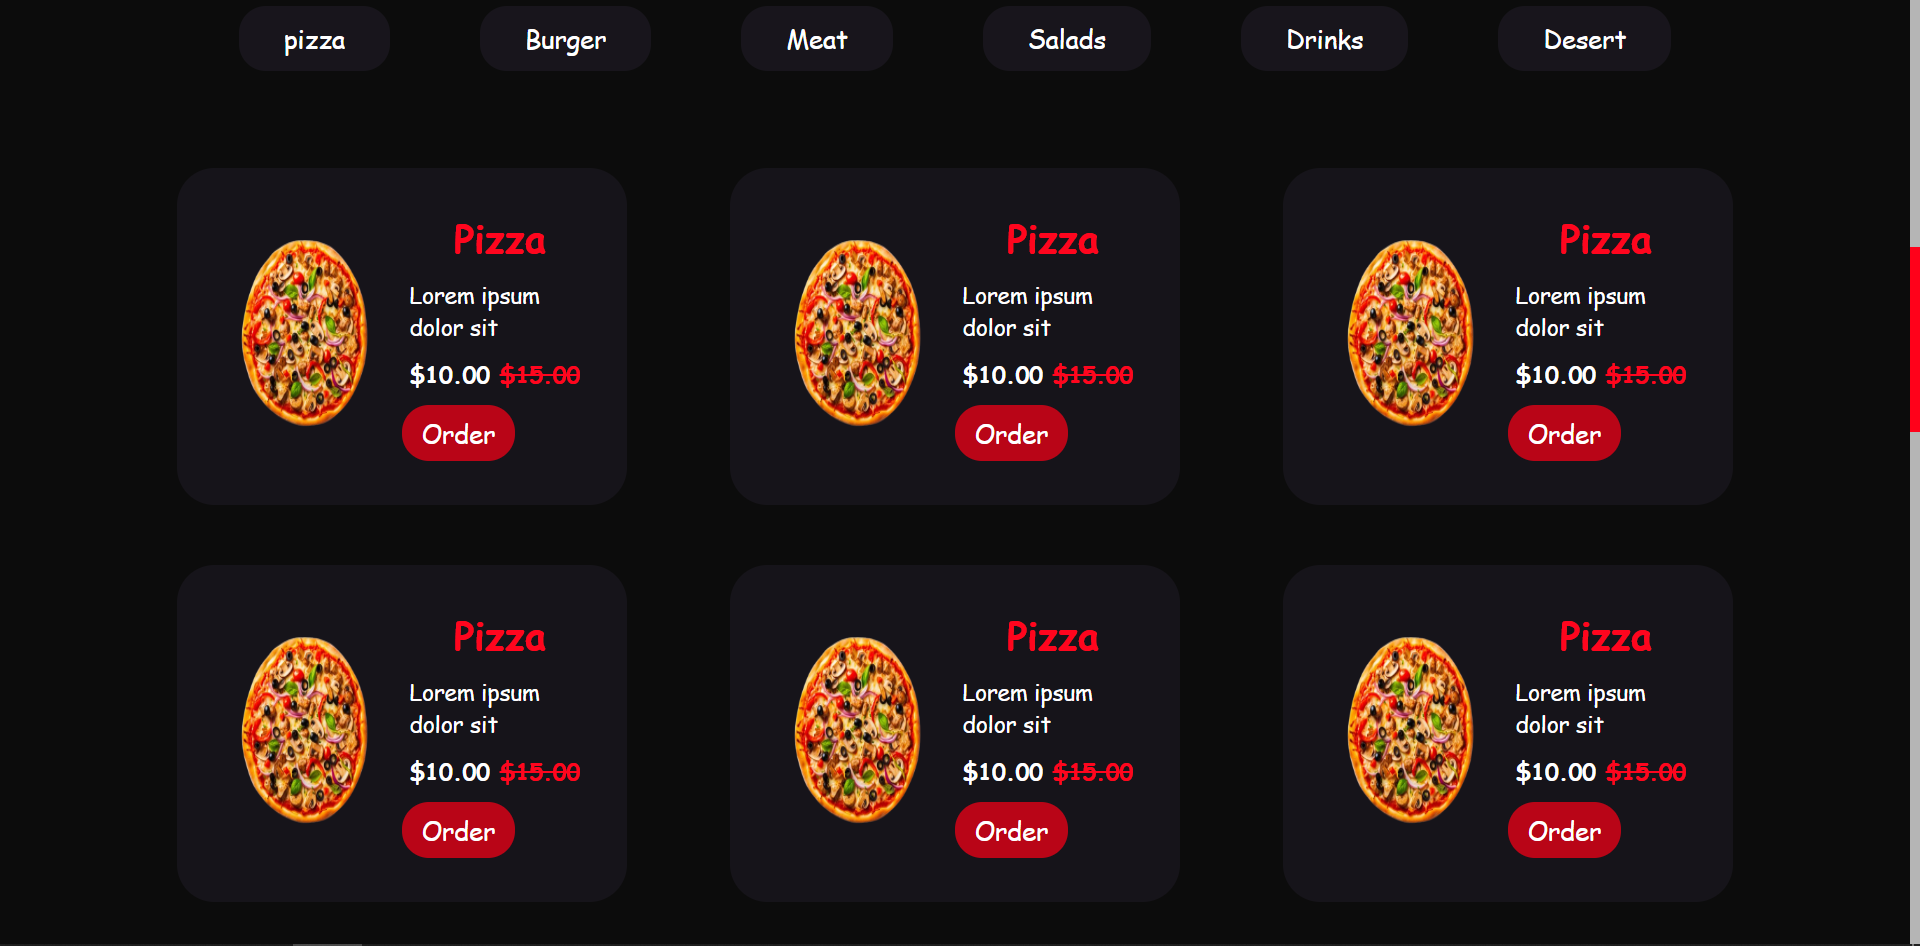 pizza Burger Meat Salads Drinks Desert
Pizza
Lorem ipsum
dolor sit
$10.00 $15.00
Order
Pizza
Lorem ipsum
dolor sit
$10.00 $15.00
Order
Pizza
Lorem ipsum
dolor sit
$10.00 $15.00
Order
Pizza
Lorem ipsum
dolor sit
$10.00 $15.00
Order
Pizza
Lorem ipsum
dolor sit
$10.00 $15.00
Order
Pizza
Lorem ipsum
dolor sit
$10.00 $15.00
Order